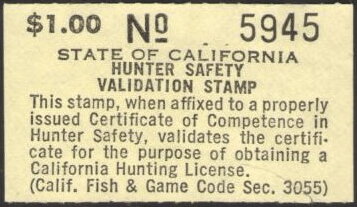 $1.00 Nº 5945
STATE OF CALIFORNIA
HUNTER SAFETY
VALIDATION STAMP
This stamp, when affixed to a properly
issued Certificate of Competence in
Hunter Safety, validates the certifi-
cate for the purpose of obtaining a
California Hunting License.
(Calif. Fish & Game Code Sec. 3055)